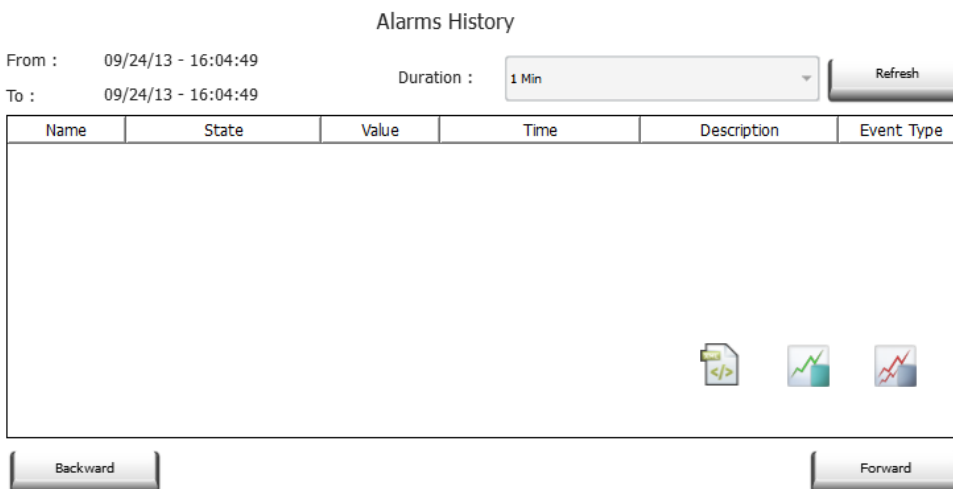 Alarms History
From : 09/24/13 - 16:04:49
To : 09/24/13 - 16:04:49
Duration : 1 Min Refresh
Name State Value Time Description Event Type
</>
Backward Forward